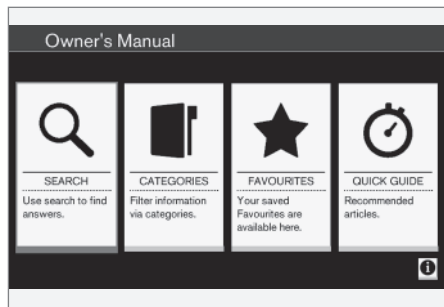 Owner's Manual
SEARCH
Use search to find
answers.
CATEGORIES
Filter information
via categories.
FAVOURITES
Your saved
Favourites are
available here.
QUICK GUIDE
Recommended
articles.
i